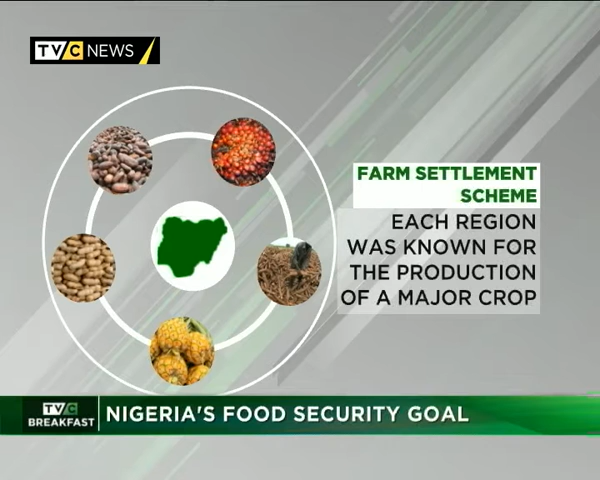 TVC NEWS
FARM SETTLEMENT
SCHEME
EACH REGION
WAS KNOWN FOR
THE PRODUCTION
OF A MAJOR CROP
TVC
BREAKFAST
NIGERIA'S FOOD SECURITY GOAL